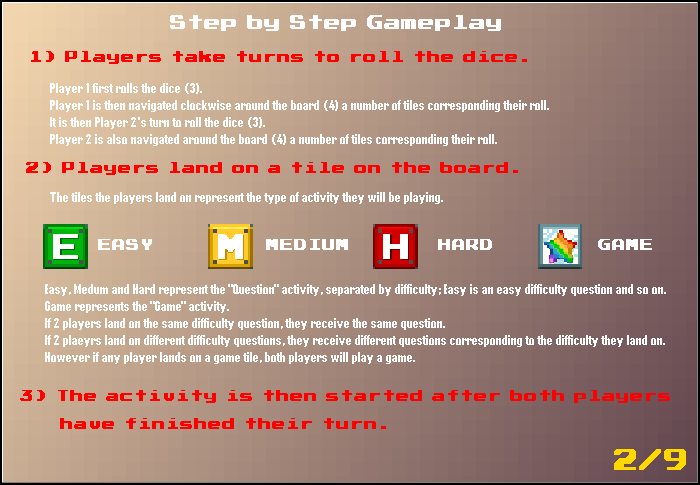 Step by Step Gameplay
1) Players take turns to roll the dice.
Player 1 first rolls the dice (3).
Player 1 is then navigated clockwise around the board (4) a number of tiles corresponding their roll.
It is then Player 2's turn to roll the dice (3).
Player 2 is also navigated around the board (4) a number of tiles corresponding their roll.
2) Players land on a tile on the board.
The tiles the players land on represent the type of activity they will be playing.
E EASY M MEDIUM H HARD GAME
Easy, Medum and Hard represent the "Question" activity, separated by difficulty; Easy is an easy difficulty question and so on.
Game represents the "Game" activity.
If 2 players land on the same difficulty question, they receive the same question.
If 2 plaeyrs land on different difficulty questions, they receive different questions corresponding to the difficulty they land on.
However if any player lands on a game tile, both players will play a game.
3) The activity is then started after both players
have finished their turn.
2/9